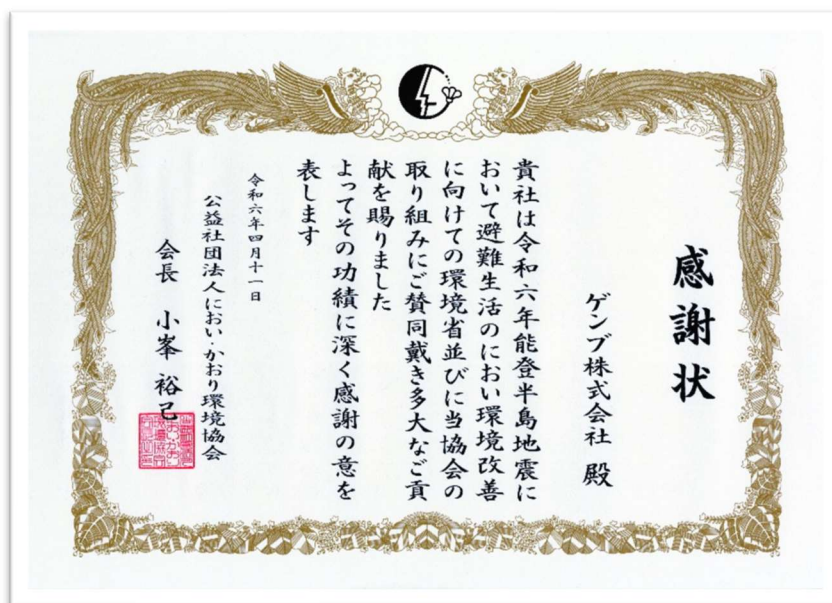 感謝状
ゲンブ株式会社 殿
貴社は令和六年能登半島地震に
おいて避難生活のにおい環境改善
に向けての環境省並びに当協会の
取り組みにご賛同戴き多大なご貢
献を賜りました
よってその功績に深く感謝の意を
表します
令和六年四月十一日
公益社団法人におい・かおり環境協会
会長 小峯 裕己